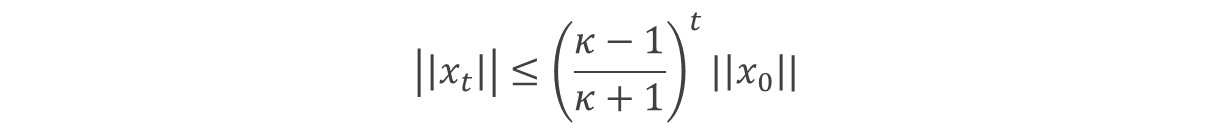 ||x_t|| ≤ ((κ − 1)/(κ + 1))^t ||x_0||